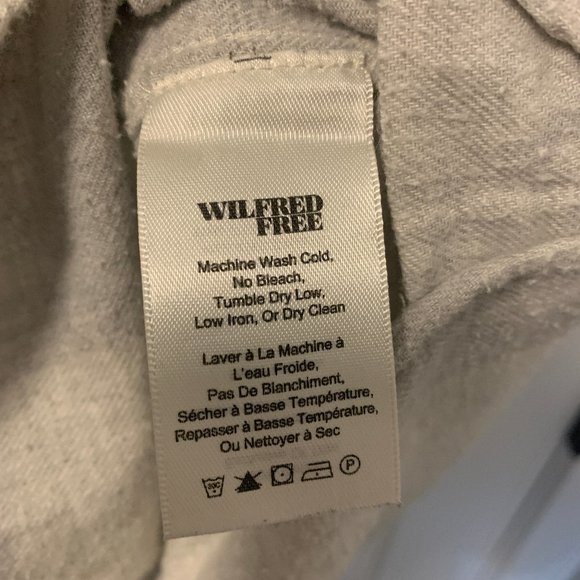 WILFRED
FREE
Machine Wash Cold,
No Bleach,
Tumble Dry Low,
Low Iron, Or Dry Clean
Laver à La Machine à
L'eau Froide,
Pas De Blanchiment,
Sécher à Basse Température,
Repasser à Basse Température,
Ou Nettoyer à Sec
30C P